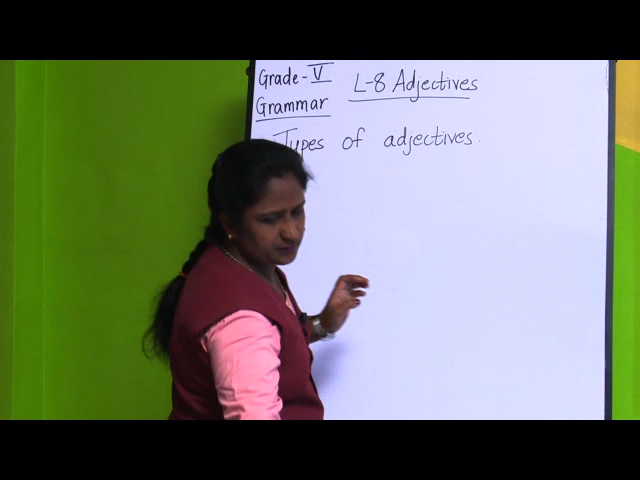 Grade - V
Grammar
L-8 Adjectives
Types of adjectives.